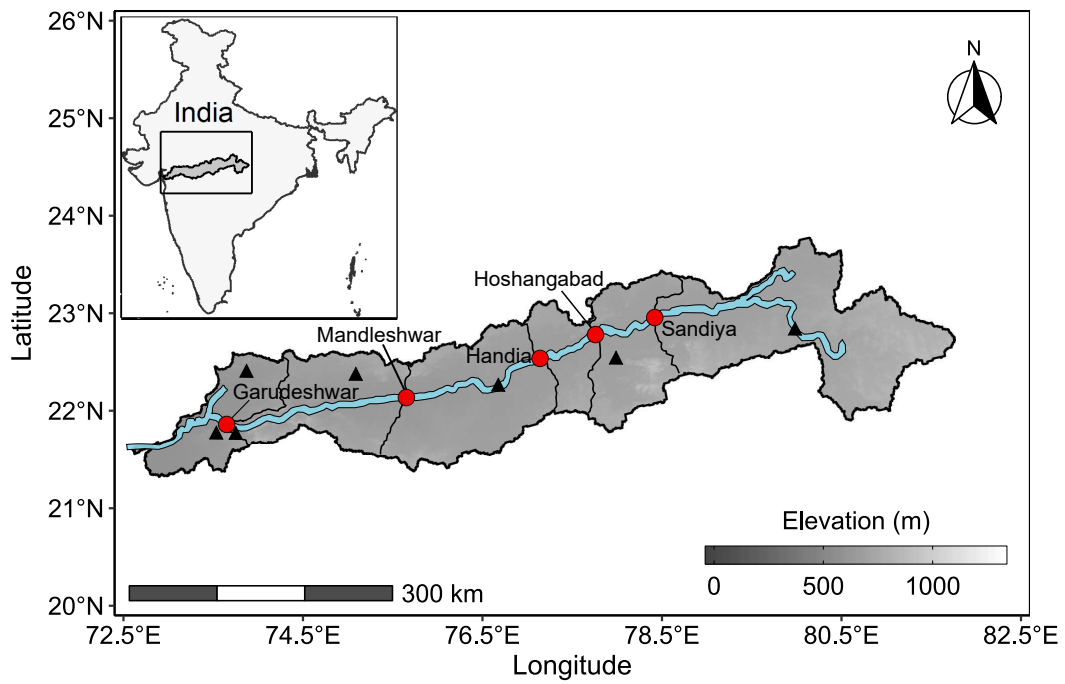 26°N
25°N
24°N
23°N
22°N
21°N
20°N
Latitude
India
N
Hoshangabad
Mandleshwar
Sandiya
Handia
Garudeshwar
Elevation (m)
0 500 1000
300 km
72.5°E 74.5°E 76.5°E 78.5°E 80.5°E 82.5°E
Longitude